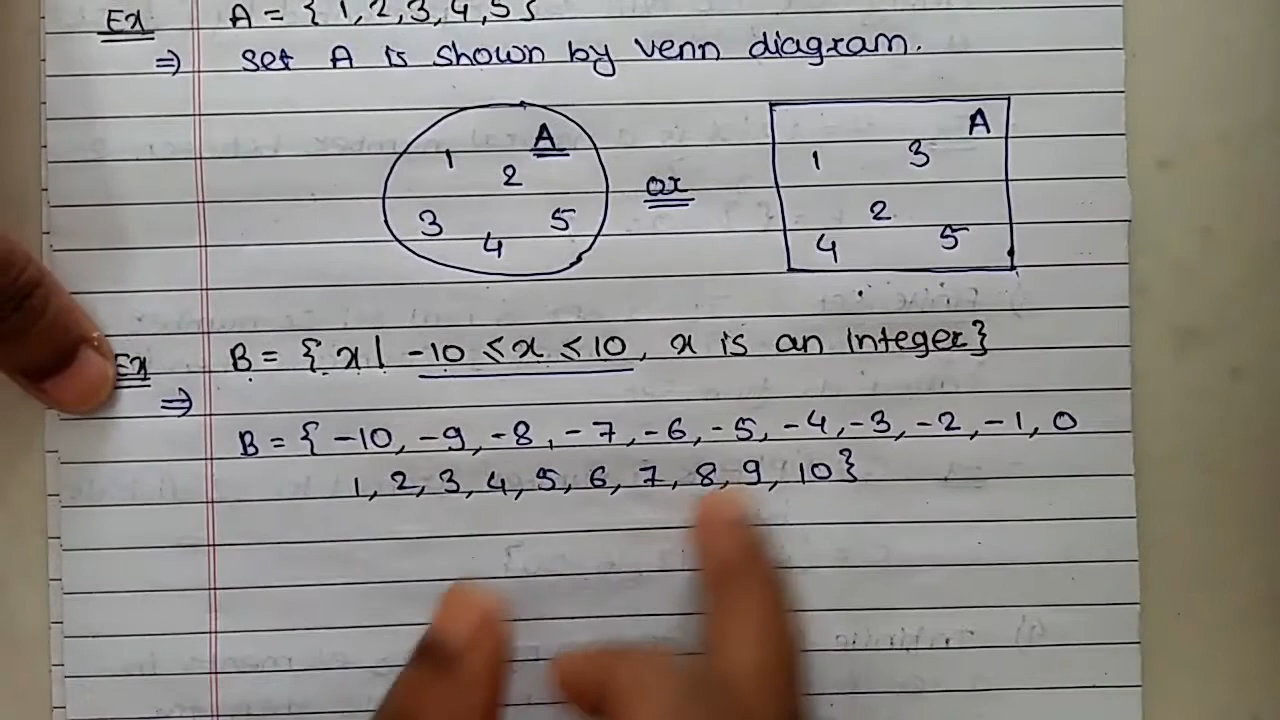 Ex A = { 1, 2, 3, 4, 5 }
⇒ set A is shown by venn diagram.
A
1
2
3
4
5
or
A
1
3
2
4
5
Ex B = { x | -10 ≤ x ≤ 10, x is an integer}
⇒
B = { -10, -9, -8, -7, -6, -5, -4, -3, -2, -1, 0
1, 2, 3, 4, 5, 6, 7, 8, 9, 10 }